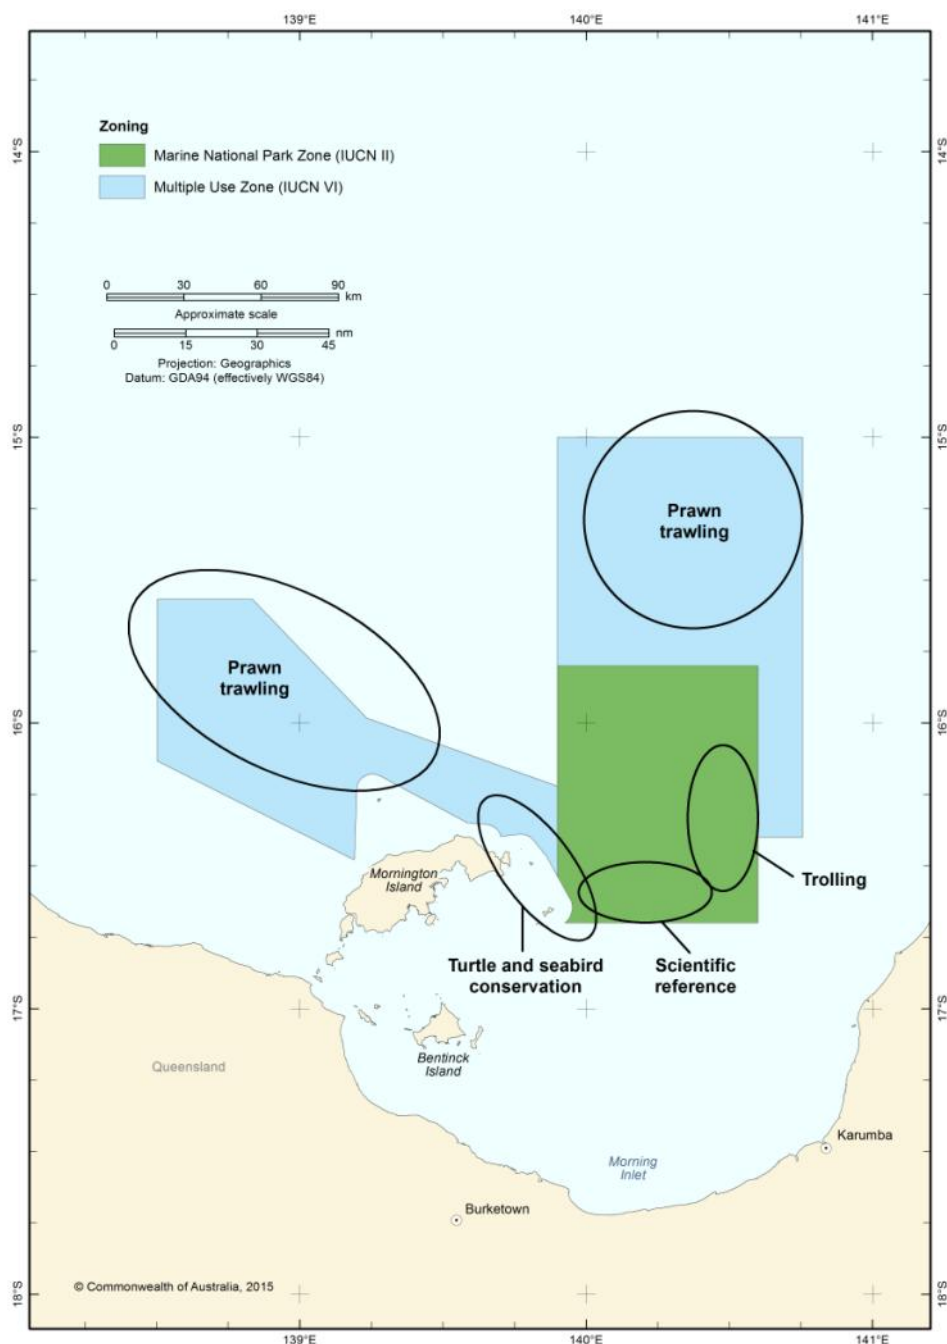 139°E
140°E
141°E
Zoning
Marine National Park Zone (IUCN II)
Multiple Use Zone (IUCN VI)
14°S
14°S
0
30
60
90
km
Approximate scale
nm
0
15
30
45
Projection: Geographics
Datum: GDA94 (effectively WGS84)
15°S
15°S
Prawn
trawling
Prawn
trawling
16°S
16°S
Mornington
Island
Trolling
Turtle and seabird
conservation
Scientific
reference
17°S
17°S
Bentinck
Island
Queensland
Karumba
Morning
Inlet
Burketown
© Commonwealth of Australia, 2015
18°S
18°S
139°E
140°E
141°E